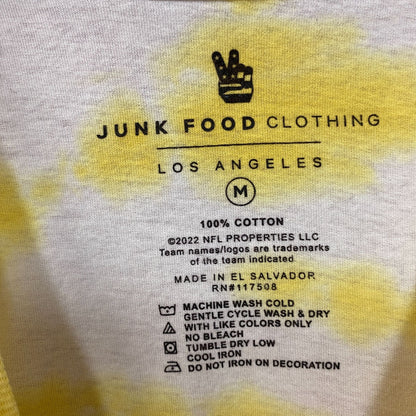 JUNK FOOD CLOTHING
LOS ANGELES
M
100% COTTON
©2022 NFL PROPERTIES LLC
Team names/logos are trademarks
of the team indicated
MADE IN EL SALVADOR
RN#117508
MACHINE WASH COLD
GENTLE CYCLE WASH & DRY
WITH LIKE COLORS ONLY
NO BLEACH
TUMBLE DRY LOW
COOL IRON
DO NOT IRON ON DECORATION